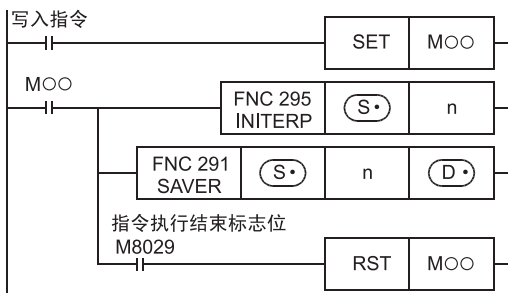 写入指令
SET M○○
M○○
FNC 295
INITERP S• n
FNC 291
SAVER S• n D•
指令执行结束标志位
M8029
RST M○○